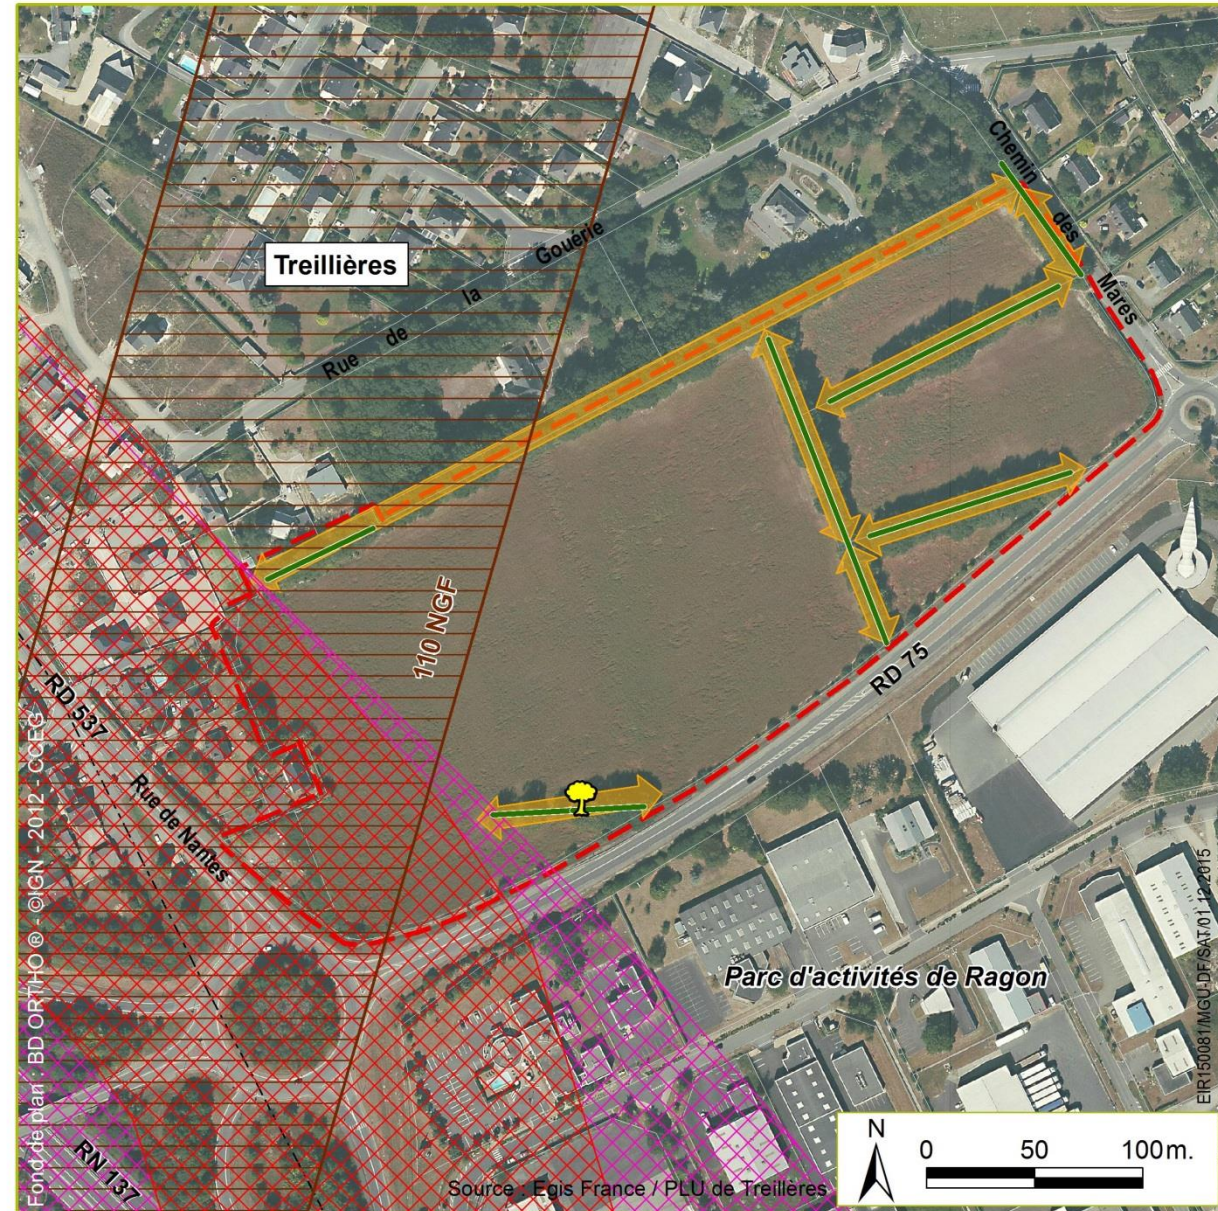 Chemin des Mares
Treillières
Rue de la Gouérie
110 NGF
RD 75
RD 537
Rue de Nantes
Parc d'activités de Ragon
RN 137
Fond de plan : BD ORTHO® - ©IGN - 2012 - CCEG
EIR150081/MGU-DF/SAT/01.12.2015
N
0 50 100m.
Source : Egis France / PLU de Treillères